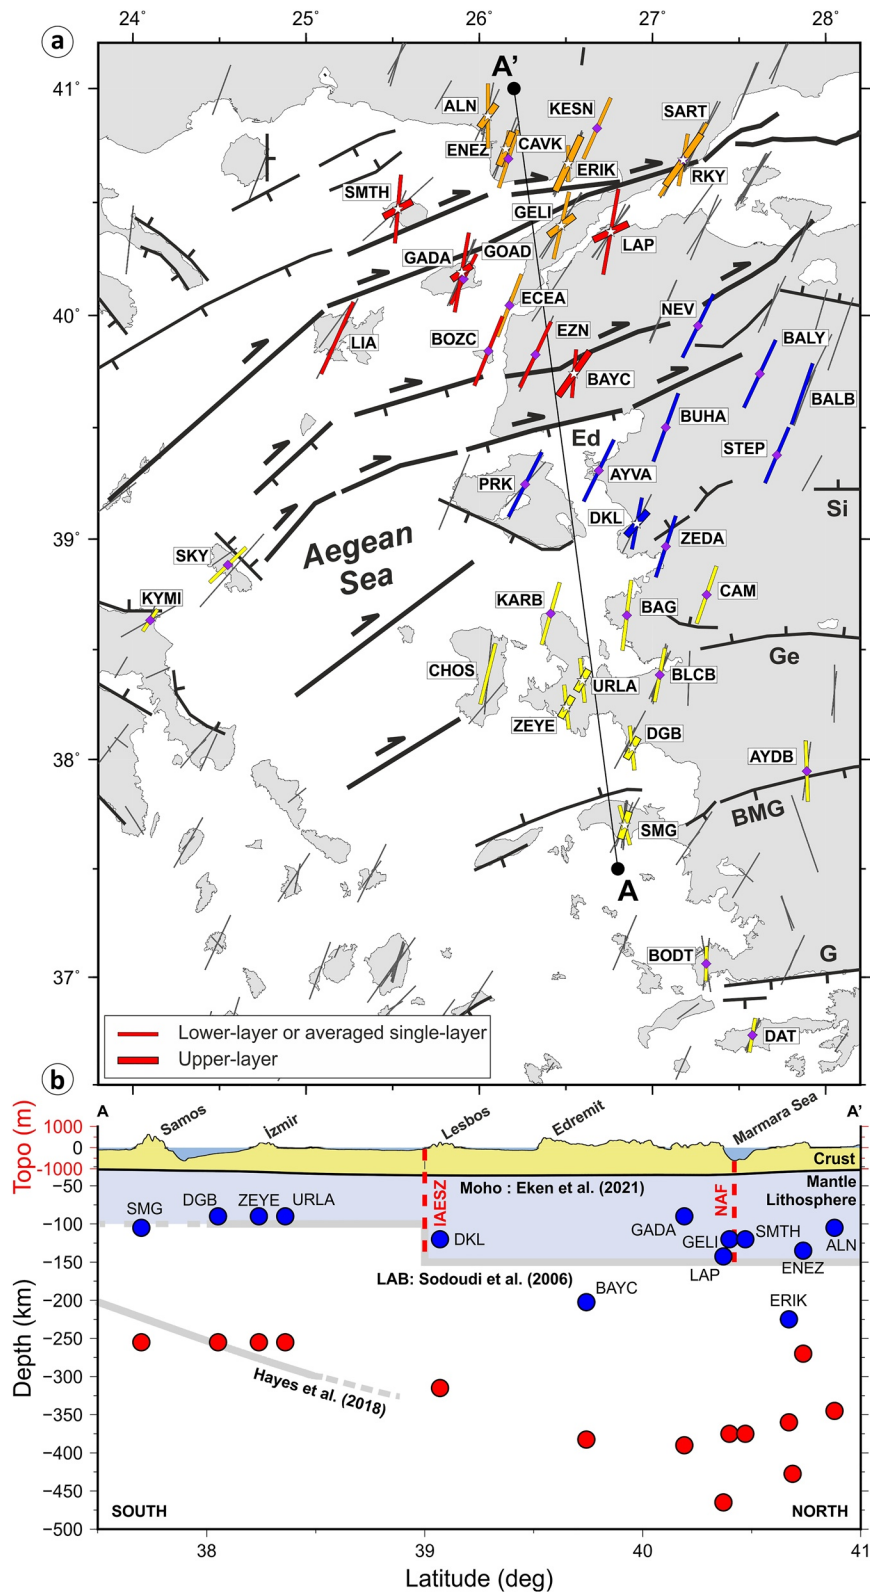 24° 25° 26° 27° 28°
a
41°
A'
ALN
KESN
SART
ENEZ
CAVK
ERIK
RKY
SMTH
GELI
LAP
GADA
GOAD
ECEA
NEV
40°
LIA
BOZC
EZN
BALY
BAYC
BALB
BUHA
Ed
STEP
PRK
AYVA
DKL
Si
39°
SKY
Aegean
Sea
ZEDA
KYMI
KARB
BAG
CAM
CHOS
Ge
URLA
BLCB
ZEYE
DGB
AYDB
38°
BMG
SMG
A
BODT
G
37°
DAT
Lower-layer or averaged single-layer
Upper-layer
b
A
Samos
İzmir
Lesbos
Edremit
Marmara Sea
A'
Topo (m)
1000
0
-1000
Crust
Moho : Eken et al. (2021)
Mantle
Lithosphere
IAESZ
NAF
SMG
DGB
ZEYE
URLA
DKL
GADA
GELI
SMTH
LAP
ENEZ
ALN
LAB: Sodoudi et al. (2006)
BAYC
ERIK
Hayes et al. (2018)
Depth (km)
−50
−100
−150
−200
−250
−300
−350
−400
−450
−500
SOUTH
NORTH
38 39 40 41
Latitude (deg)